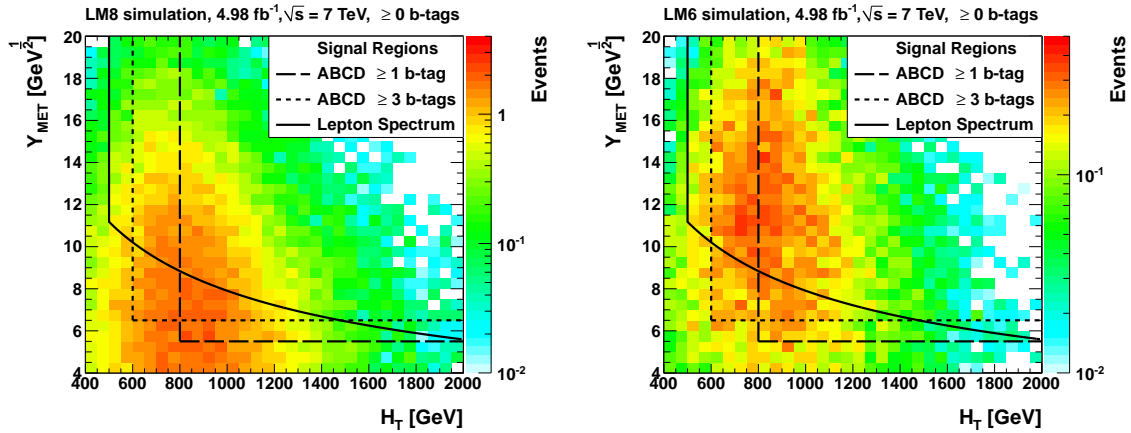 LM8 simulation, 4.98 fb⁻¹,√s = 7 TeV, ≥ 0 b-tags
Y_MET [GeV^½]
20
18
16
14
12
10
8
6
4
400 600 800 1000 1200 1400 1600 1800 2000
H_T [GeV]
Signal Regions
ABCD ≥ 1 b-tag
ABCD ≥ 3 b-tags
Lepton Spectrum
Events
1
10⁻¹
10⁻²
LM6 simulation, 4.98 fb⁻¹,√s = 7 TeV, ≥ 0 b-tags
Y_MET [GeV^½]
20
18
16
14
12
10
8
6
4
400 600 800 1000 1200 1400 1600 1800 2000
H_T [GeV]
Signal Regions
ABCD ≥ 1 b-tag
ABCD ≥ 3 b-tags
Lepton Spectrum
Events
10⁻¹
10⁻²